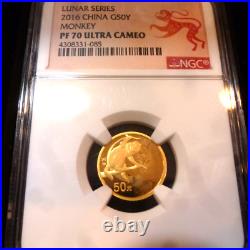 LUNAR SERIES
2016 CHINA G50Y
MONKEY
PF 70 ULTRA CAMEO
4308331-085
NGC
50元